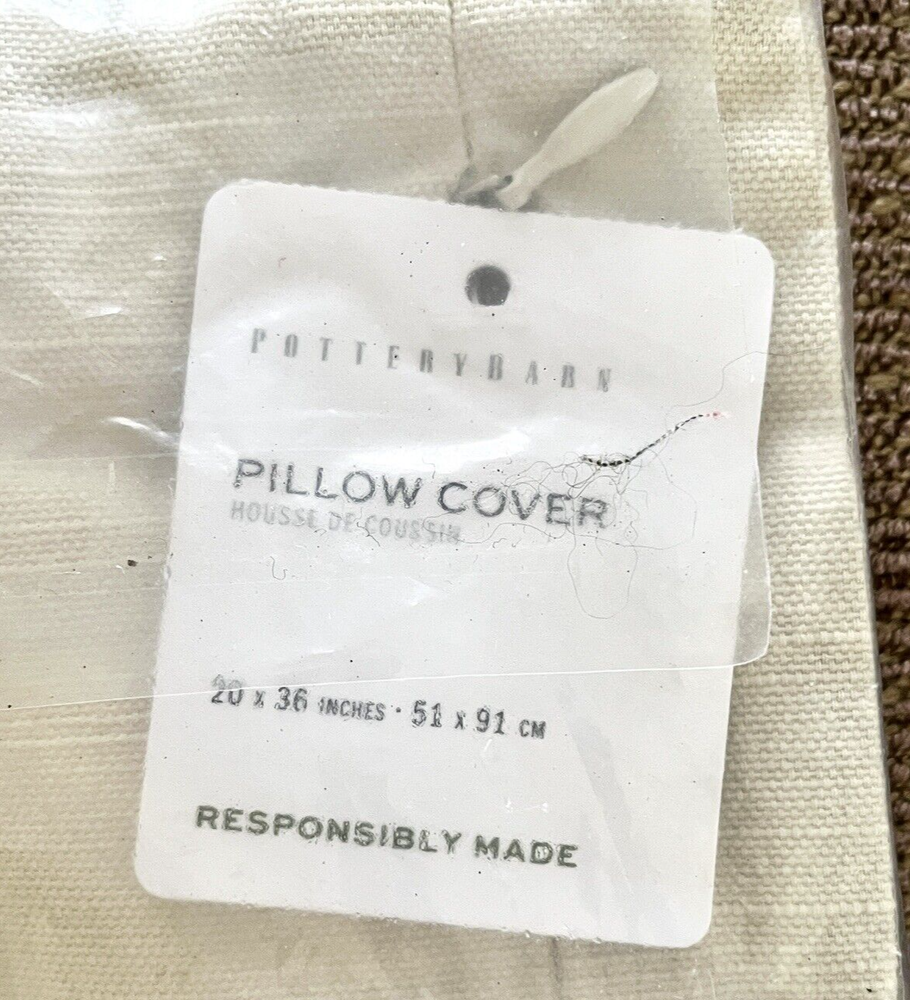 POTTERYBARN
PILLOW COVER
HOUSSE DE COUSSIN
20 x 36 INCHES · 51 x 91 CM
RESPONSIBLY MADE